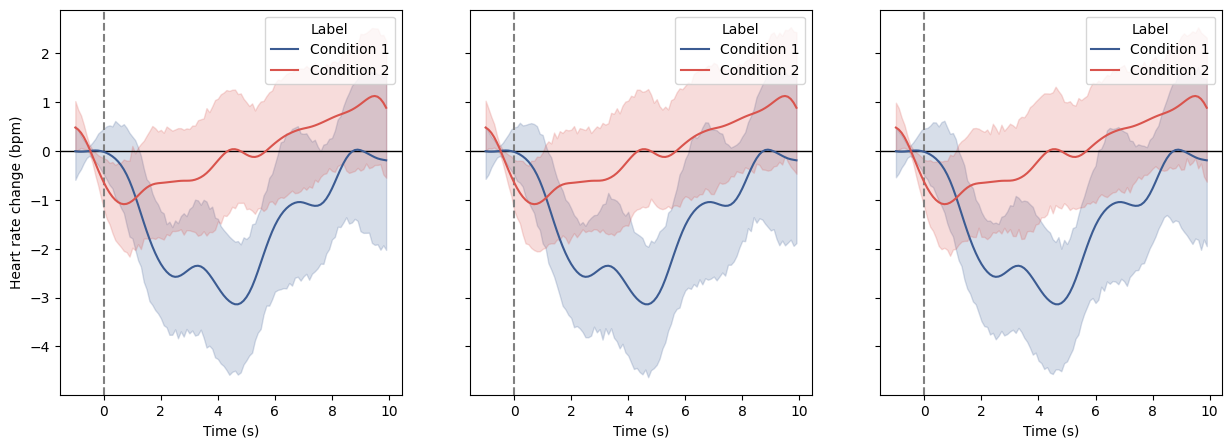 Heart rate change (bpm)
2
1
0
−1
−2
−3
−4
Label
Condition 1
Condition 2
0 2 4 6 8 10
Time (s)
Label
Condition 1
Condition 2
0 2 4 6 8 10
Time (s)
Label
Condition 1
Condition 2
0 2 4 6 8 10
Time (s)